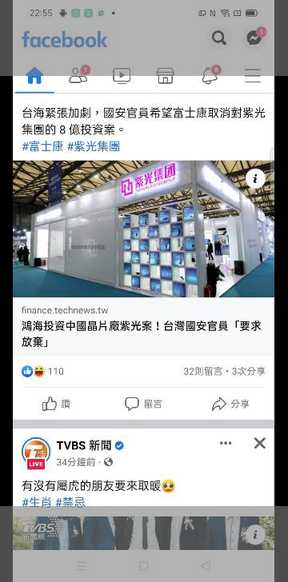 22:55
facebook
台海緊張加劇，國安官員希望富士康取消對紫光
集團的 8 億投資案。
#富士康 #紫光集團
紫光集团
finance.technews.tw
鴻海投資中國晶片廠紫光案！台灣國安官員「要求
放棄」
110
32則留言・3次分享
讚
留言
分享
TVBS 新聞
LIVE
34分鐘前
有沒有屬虎的朋友要來取暖
#生肖 #禁忌
TVBS
新聞網